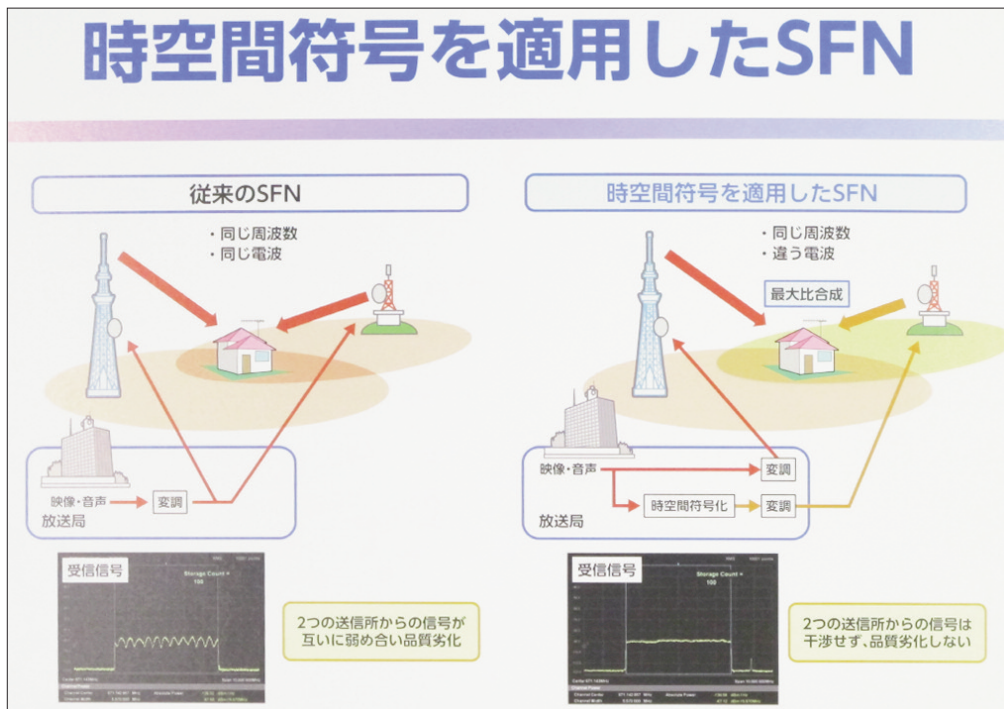 時空間符号を適用したSFN
従来のSFN
・同じ周波数
・同じ電波
映像・音声
変調
放送局
受信信号
Storage Count =
100
2つの送信所からの信号が
互いに弱め合い品質劣化
時空間符号を適用したSFN
・同じ周波数
・違う電波
最大比合成
映像・音声
変調
時空間符号化
変調
放送局
受信信号
Storage Count =
100
2つの送信所からの信号は
干渉せず、品質劣化しない